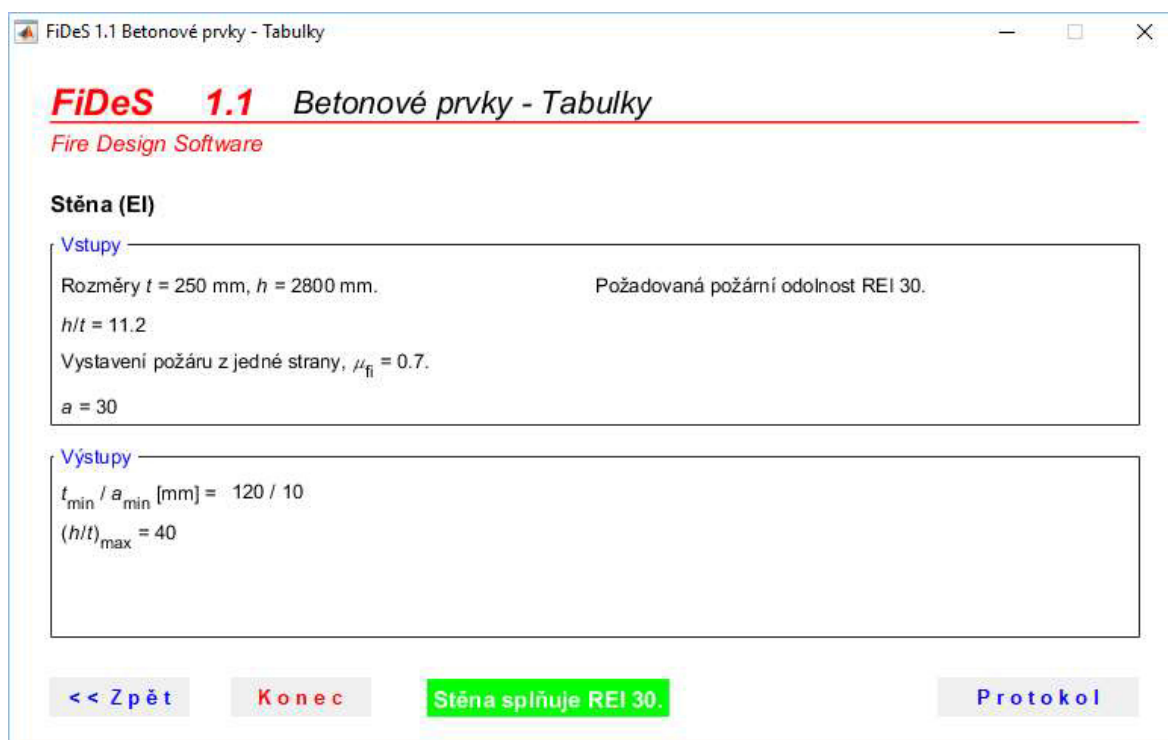 FiDeS 1.1 Betonové prvky - Tabulky
FiDeS 1.1 Betonové prvky - Tabulky
Fire Design Software
Stěna (EI)
Vstupy
Rozměry t = 250 mm, h = 2800 mm. Požadovaná požární odolnost REI 30.
h/t = 11.2
Vystavení požáru z jedné strany, μfi = 0.7.
a = 30
Výstupy
tmin / amin [mm] = 120 / 10
(h/t)max = 40
<< Zpět Konec Stěna splňuje REI 30. Protokol